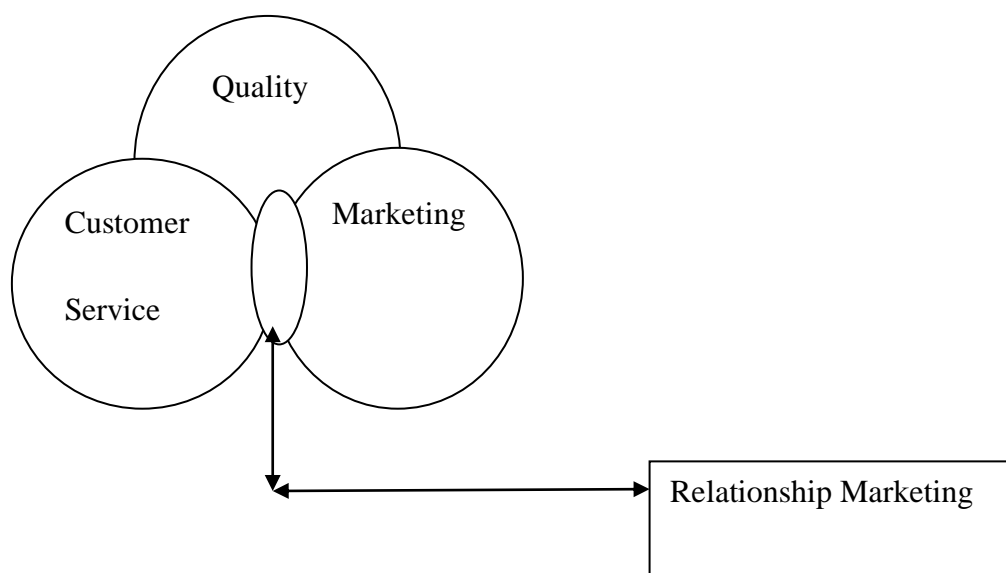 Quality
Customer
Service
Marketing
Relationship Marketing